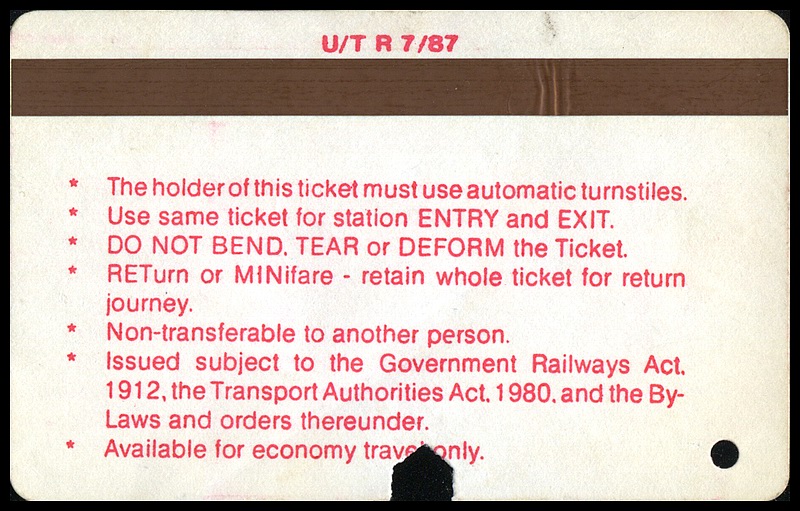 U/T R 7/87
* The holder of this ticket must use automatic turnstiles.
* Use same ticket for station ENTRY and EXIT.
* DO NOT BEND, TEAR or DEFORM the Ticket.
* RETurn or MINifare - retain whole ticket for return
journey.
* Non-transferable to another person.
* Issued subject to the Government Railways Act,
1912, the Transport Authorities Act, 1980, and the By-
Laws and orders thereunder.
* Available for economy travel only.